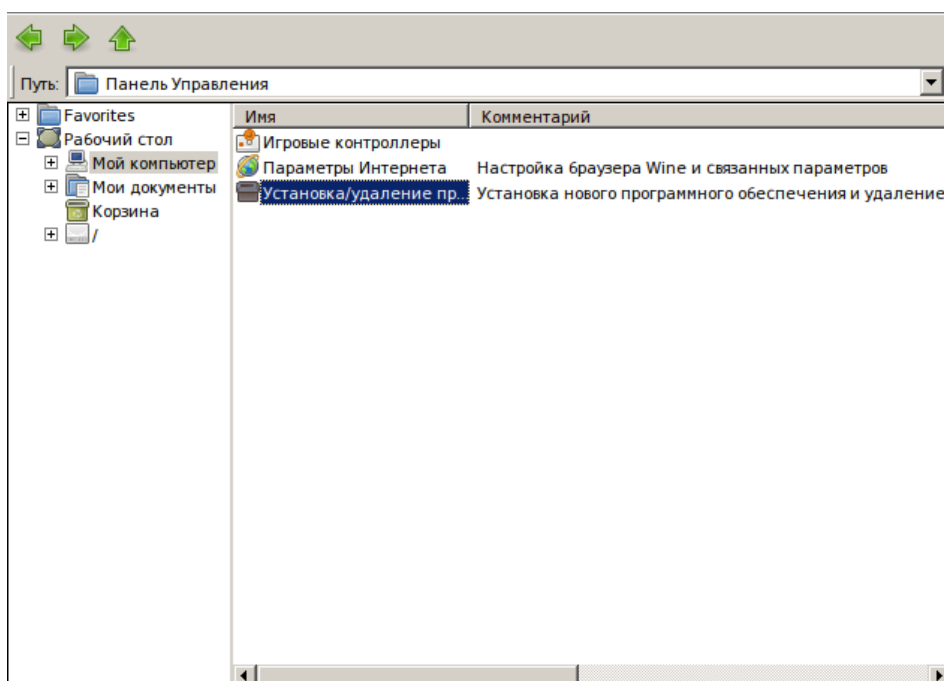 Путь: Панель Управления
Favorites
Рабочий стол
Мой компьютер
Мои документы
Корзина
/
Имя Комментарий
Игровые контроллеры
Параметры Интернета Настройка браузера Wine и связанных параметров
Установка/удаление пр... Установка нового программного обеспечения и удаление